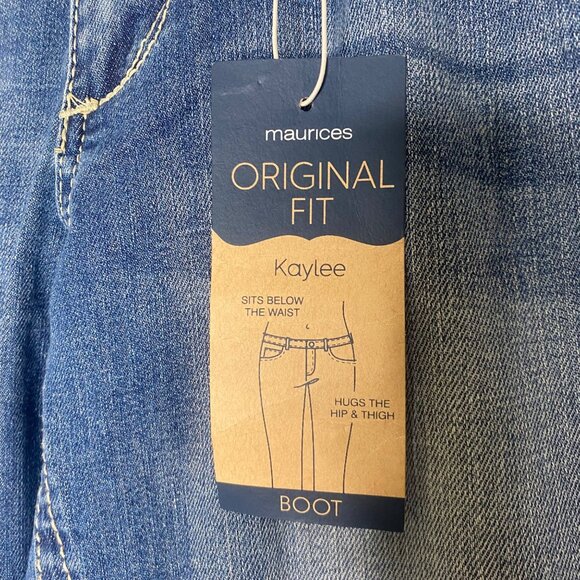 maurices
ORIGINAL
FIT
Kaylee
SITS BELOW
THE WAIST
HUGS THE
HIP & THIGH
BOOT